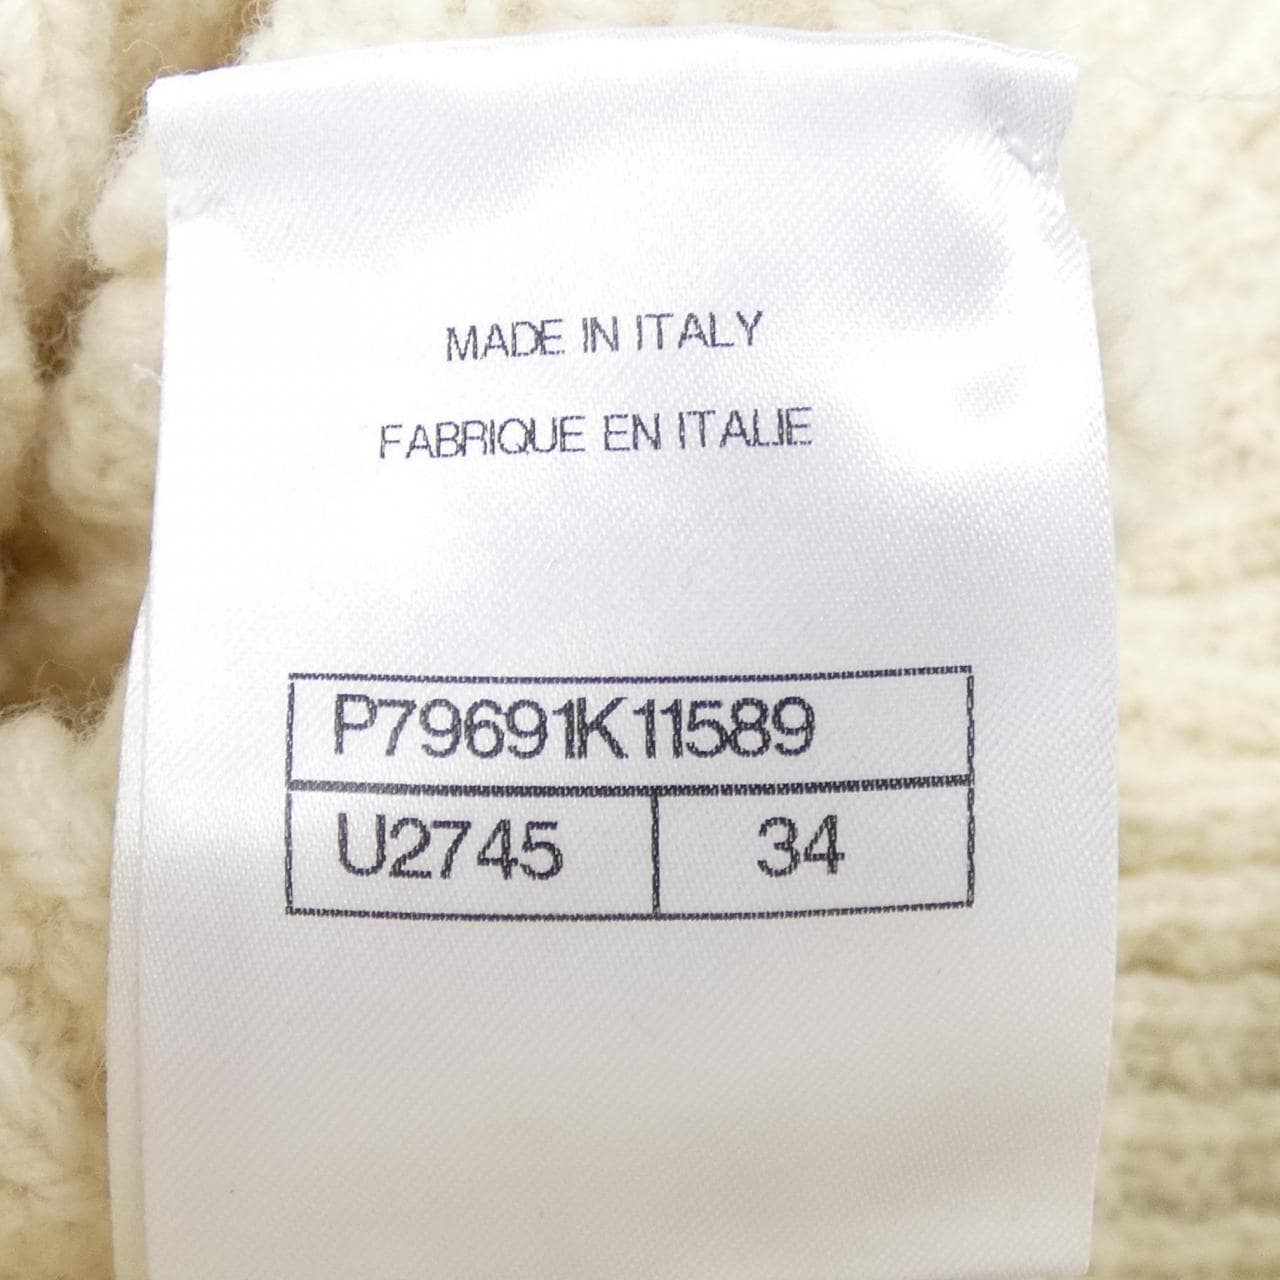 MADE IN ITALY
FABRIQUE EN ITALIE
P79691K11589
U2745 34